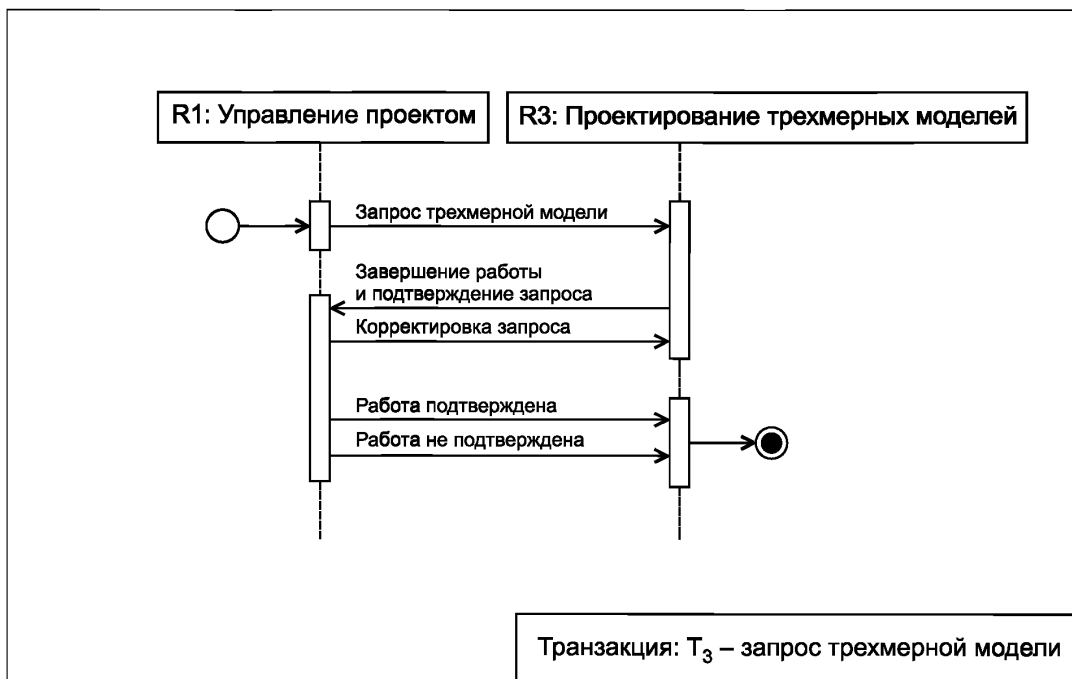 R1: Управление проектом
R3: Проектирование трехмерных моделей
Запрос трехмерной модели
Завершение работы
и подтверждение запроса
Корректировка запроса
Работа подтверждена
Работа не подтверждена
Транзакция: T₃ – запрос трехмерной модели